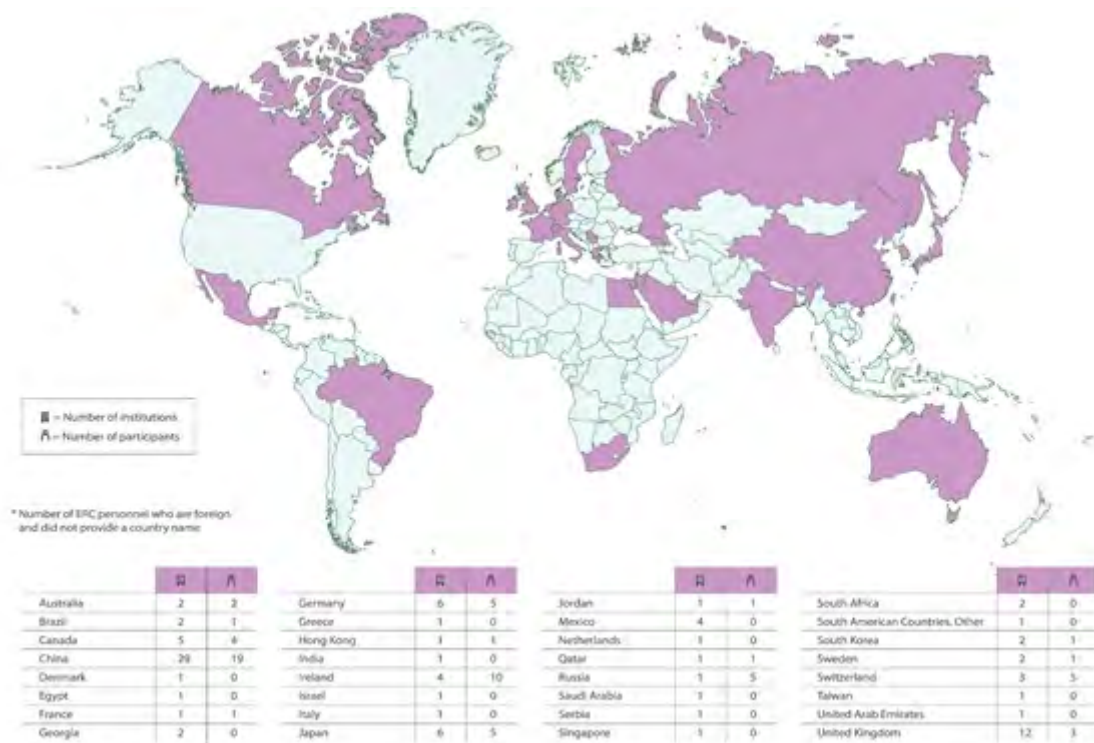 = Number of institutions
= Number of participants
* Number of ERC personnel who are foreign
and did not provide a country name
Australia 2 2
Brazil 2 1
Canada 5 4
China 29 19
Denmark 1 0
Egypt 1 0
France 1 1
Georgia 2 0
Germany 6 5
Greece 1 0
Hong Kong 1 1
India 1 0
Ireland 4 10
Israel 1 0
Italy 1 0
Japan 6 5
Jordan 1 1
Mexico 4 0
Netherlands 1 0
Qatar 1 1
Russia 1 5
Saudi Arabia 1 0
Serbia 1 0
Singapore 1 0
South Africa 2 0
South American Countries, Other 1 0
South Korea 2 1
Sweden 2 1
Switzerland 3 5
Taiwan 1 0
United Arab Emirates 1 0
United Kingdom 12 3